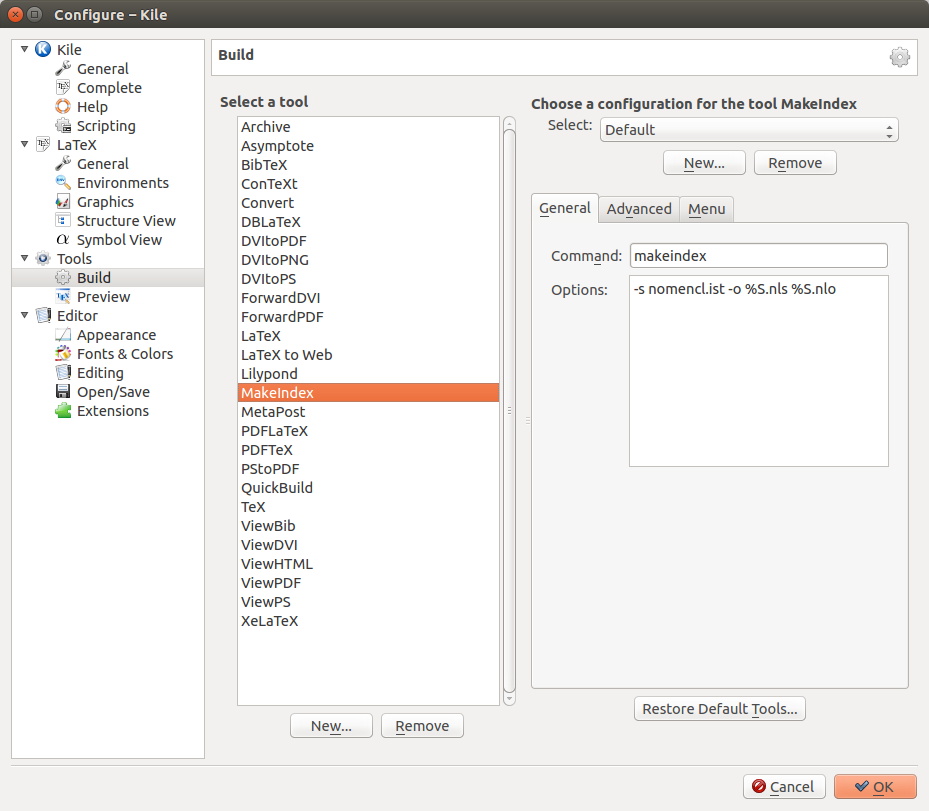 Configure – Kile
Kile
General
Complete
Help
Scripting
LaTeX
General
Environments
Graphics
Structure View
Symbol View
Tools
Build
Preview
Editor
Appearance
Fonts & Colors
Editing
Open/Save
Extensions
Build
Select a tool
Archive
Asymptote
BibTeX
ConTeXt
Convert
DBLaTeX
DVItoPDF
DVItoPNG
DVItoPS
ForwardDVI
ForwardPDF
LaTeX
LaTeX to Web
Lilypond
MakeIndex
MetaPost
PDFLaTeX
PDFTeX
PStoPDF
QuickBuild
TeX
ViewBib
ViewDVI
ViewHTML
ViewPDF
ViewPS
XeLaTeX
New... Remove
Choose a configuration for the tool MakeIndex
Select: Default
New... Remove
General Advanced Menu
Command: makeindex
Options: -s nomencl.ist -o %S.nls %S.nlo
Restore Default Tools...
Cancel OK